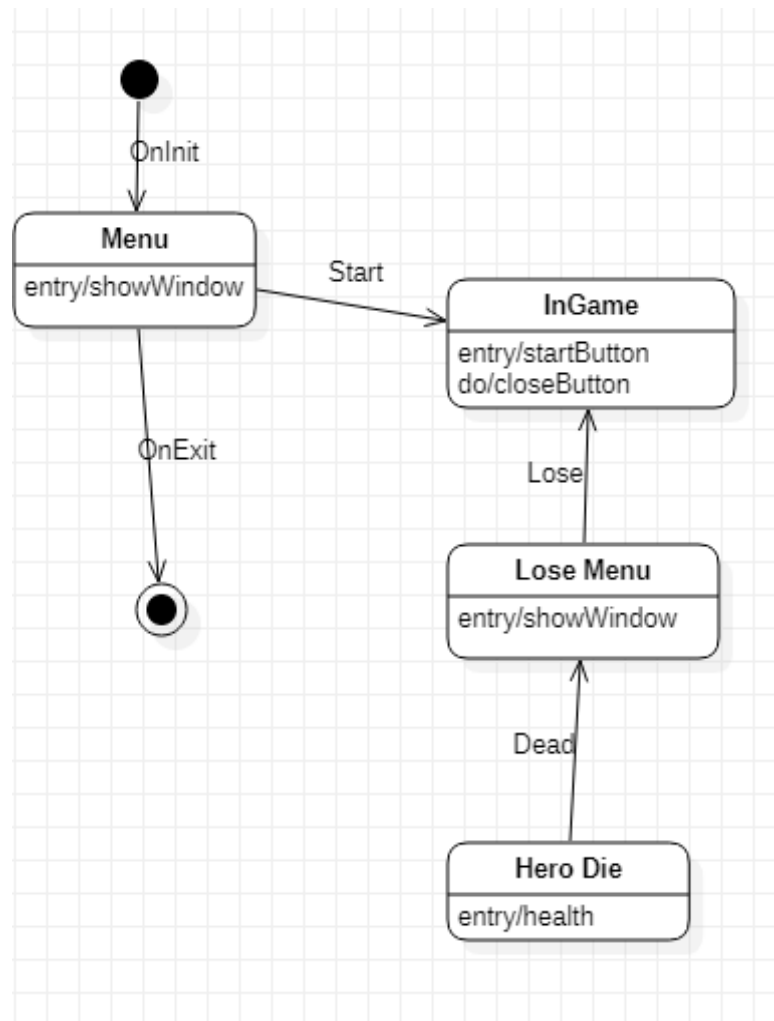 OnInit
Menu
entry/showWindow
Start
InGame
entry/startButton
do/closeButton
OnExit
Lose
Lose Menu
entry/showWindow
Dead
Hero Die
entry/health